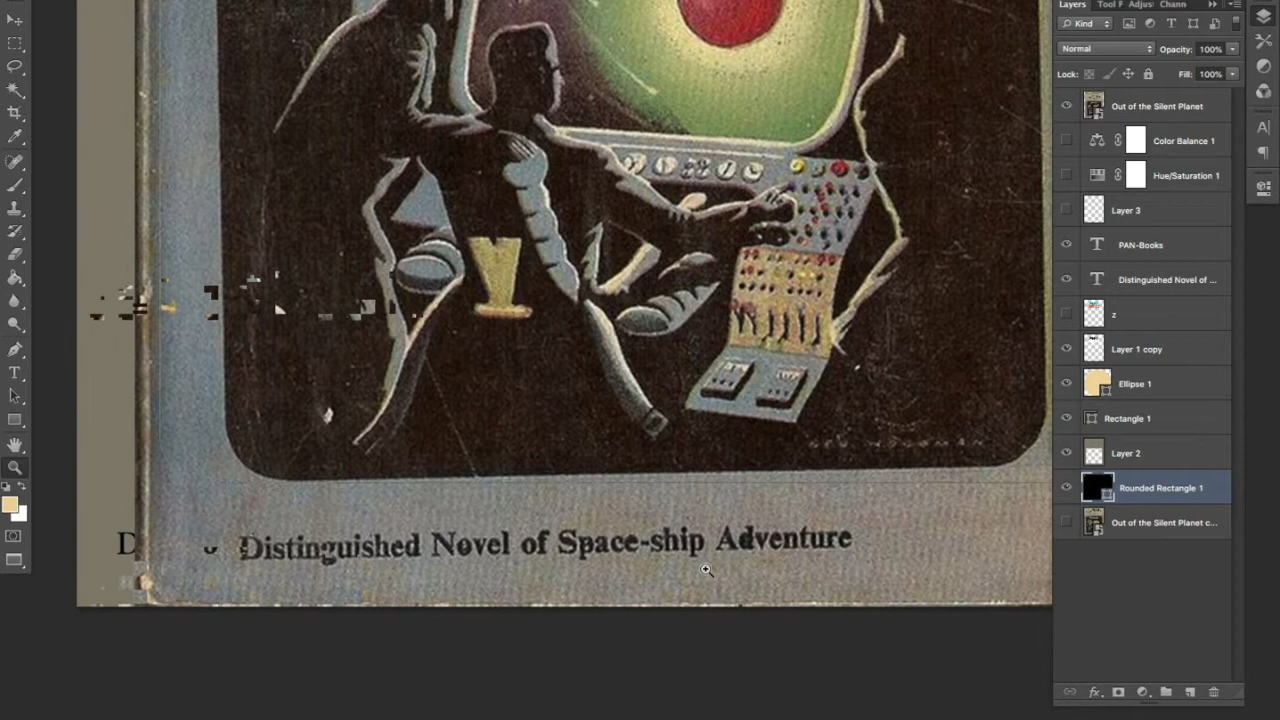 Layers Tool P Adjus Chann
Kind
Normal Opacity: 100%
Lock: Fill: 100%
Out of the Silent Planet
Color Balance 1
Hue/Saturation 1
Layer 3
T PAN-Books
T Distinguished Novel of ...
z
Layer 1 copy
Ellipse 1
Rectangle 1
Layer 2
Rounded Rectangle 1
Out of the Silent Planet c...
D
Distinguished Novel of Space-ship Adventure